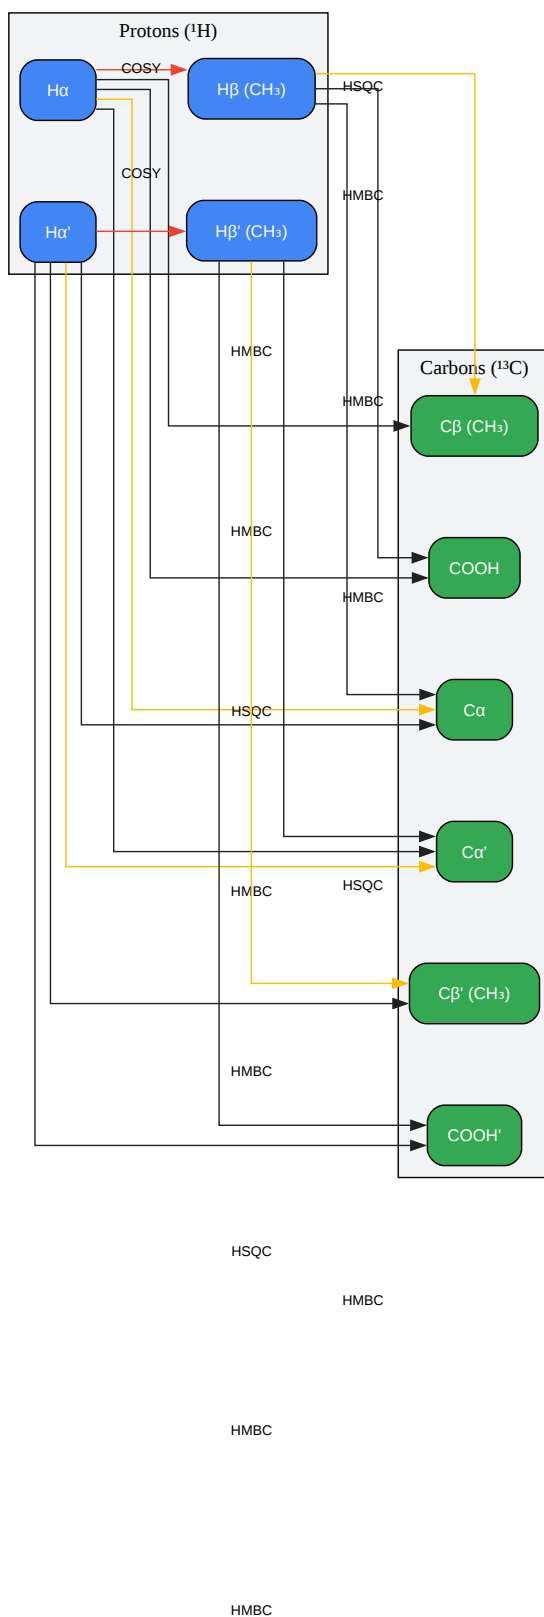 Protons (¹H)
COSY
Hα
Hβ (CH₃)
HSQC
COSY
HMBC
Hα'
Hβ' (CH₃)
HMBC
Carbons (¹³C)
HMBC
Cβ (CH₃)
HMBC
COOH
HMBC
HSQC
Cα
Cα'
HMBC
HSQC
Cβ' (CH₃)
HMBC
COOH'
HSQC
HMBC
HMBC
HMBC